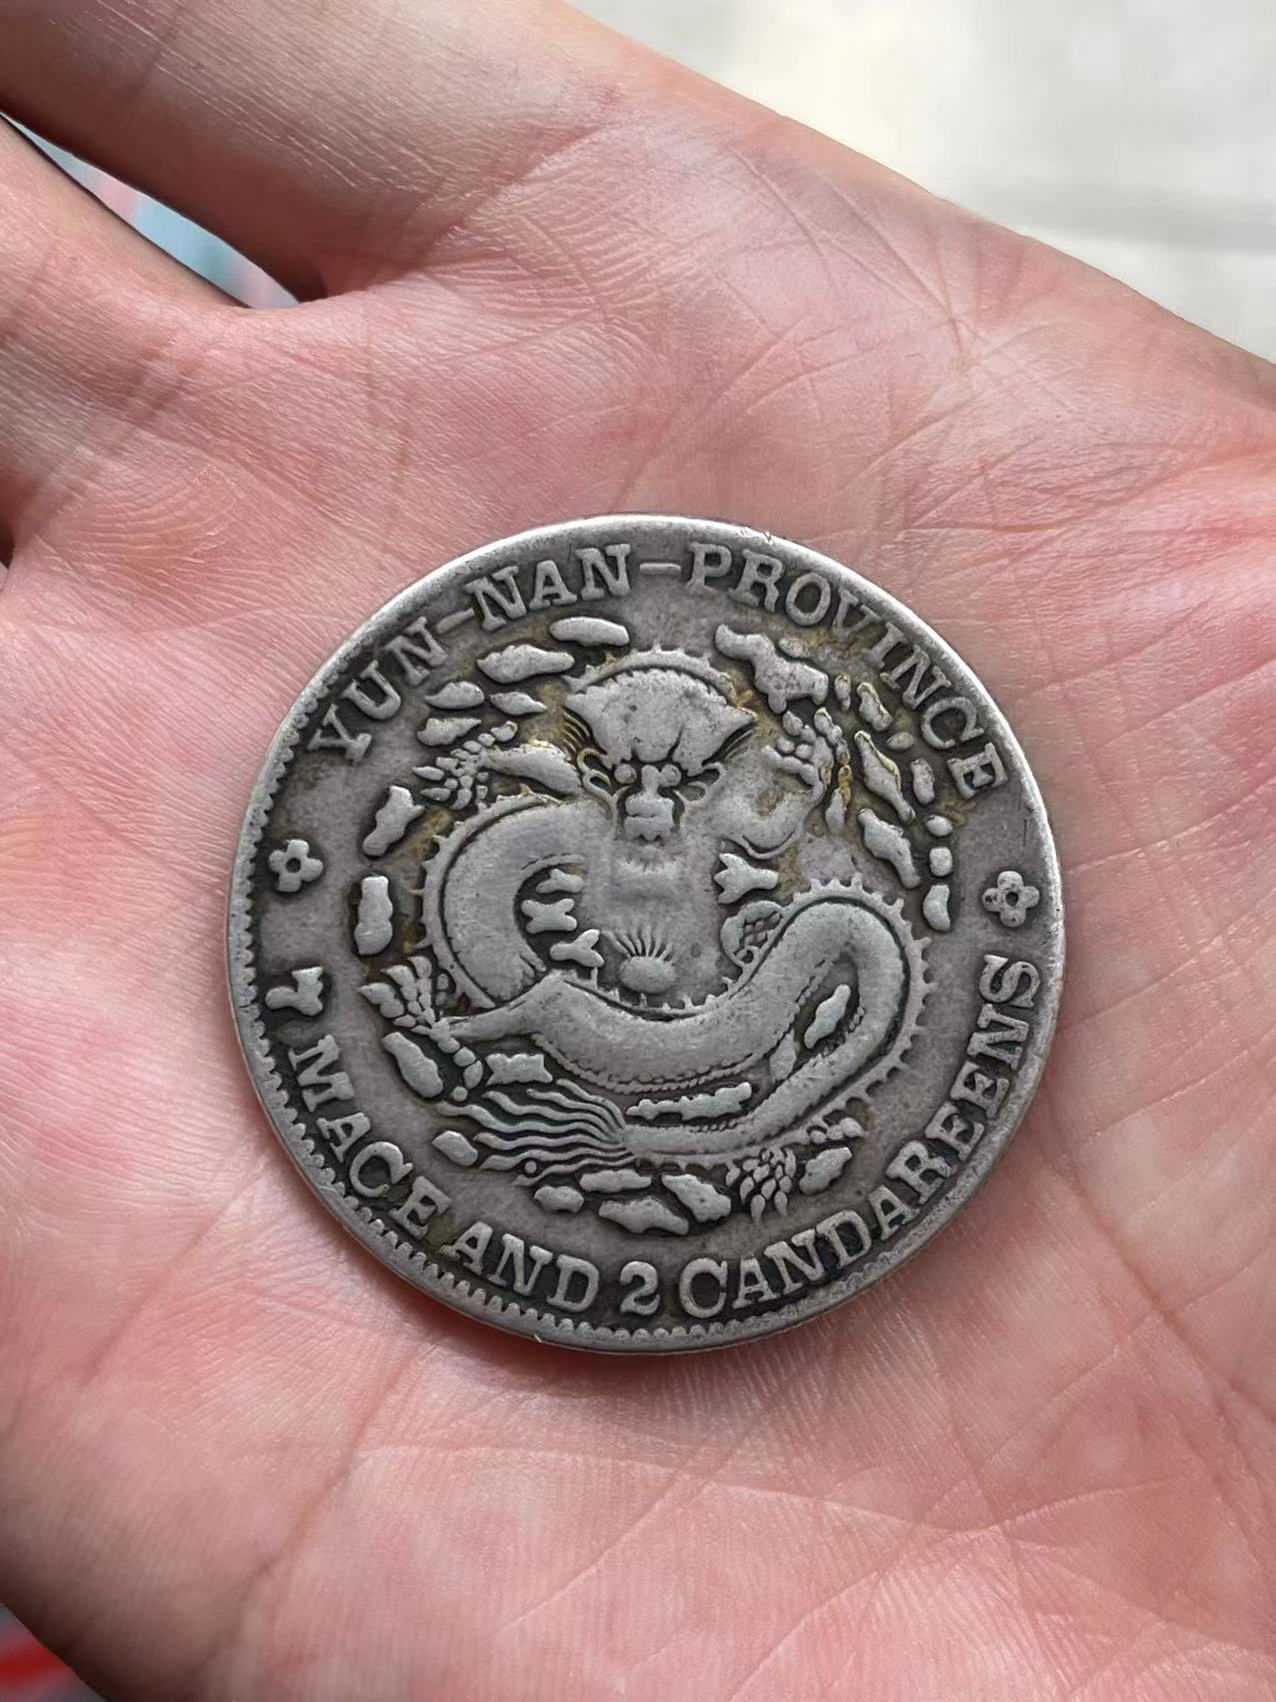 YUN-NAN-PROVINCE
7 MACE AND 2 CANDAREENS